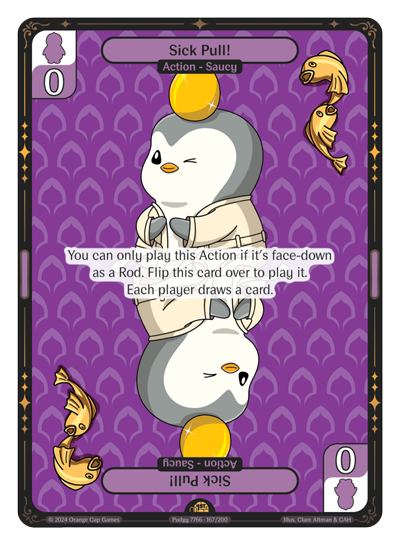 Sick Pull!
Action - Saucy
0
You can only play this Action if it's face-down
as a Rod. Flip this card over to play it.
Each player draws a card.
0
Action - Saucy
Sick Pull!
© 2024 Orange Cap Games
Pudgy 7766 · 167/200
Illus. Clare Altman & CAH